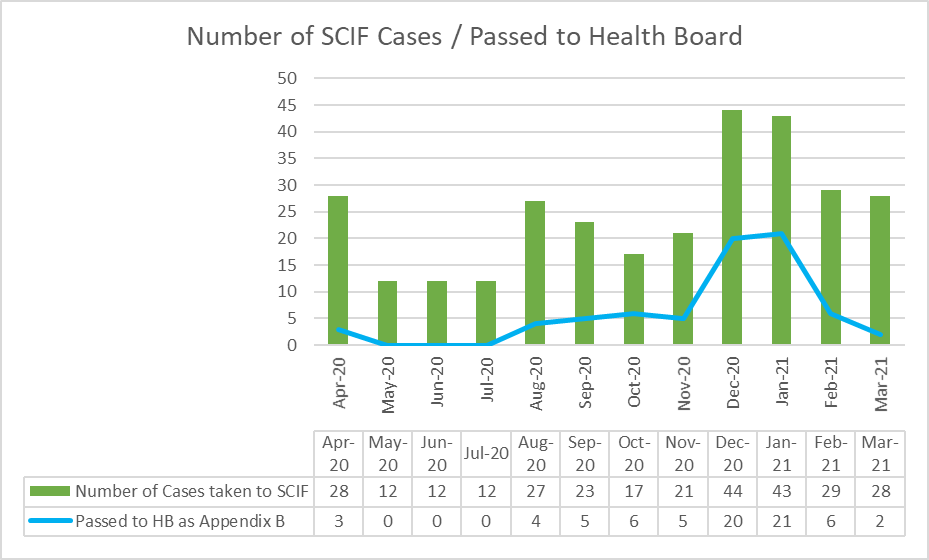 Number of SCIF Cases / Passed to Health Board
50
45
40
35
30
25
20
15
10
5
0
Apr-20 May-20 Jun-20 Jul-20 Aug-20 Sep-20 Oct-20 Nov-20 Dec-20 Jan-21 Feb-21 Mar-21
Apr- May- Jun- Jul-20 Aug- Sep- Oct- Nov- Dec- Jan- Feb- Mar-
20 20 20 20 20 20 20 20 21 21 21
Number of Cases taken to SCIF 28 12 12 12 27 23 17 21 44 43 29 28
Passed to HB as Appendix B 3 0 0 0 4 5 6 5 20 21 6 2